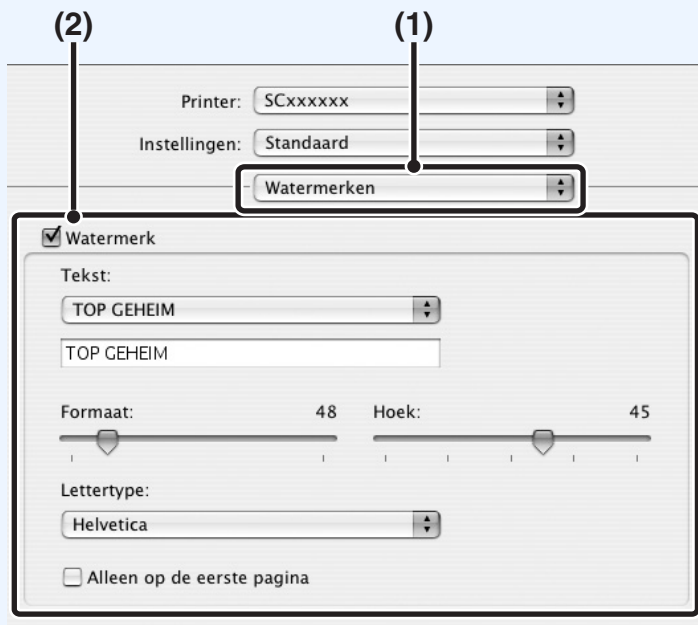 (2) (1)
Printer: SCxxxxxx
Instellingen: Standaard
Watermerken
Watermerk
Tekst:
TOP GEHEIM
TOP GEHEIM
Formaat: 48 Hoek: 45
Lettertype:
Helvetica
Alleen op de eerste pagina